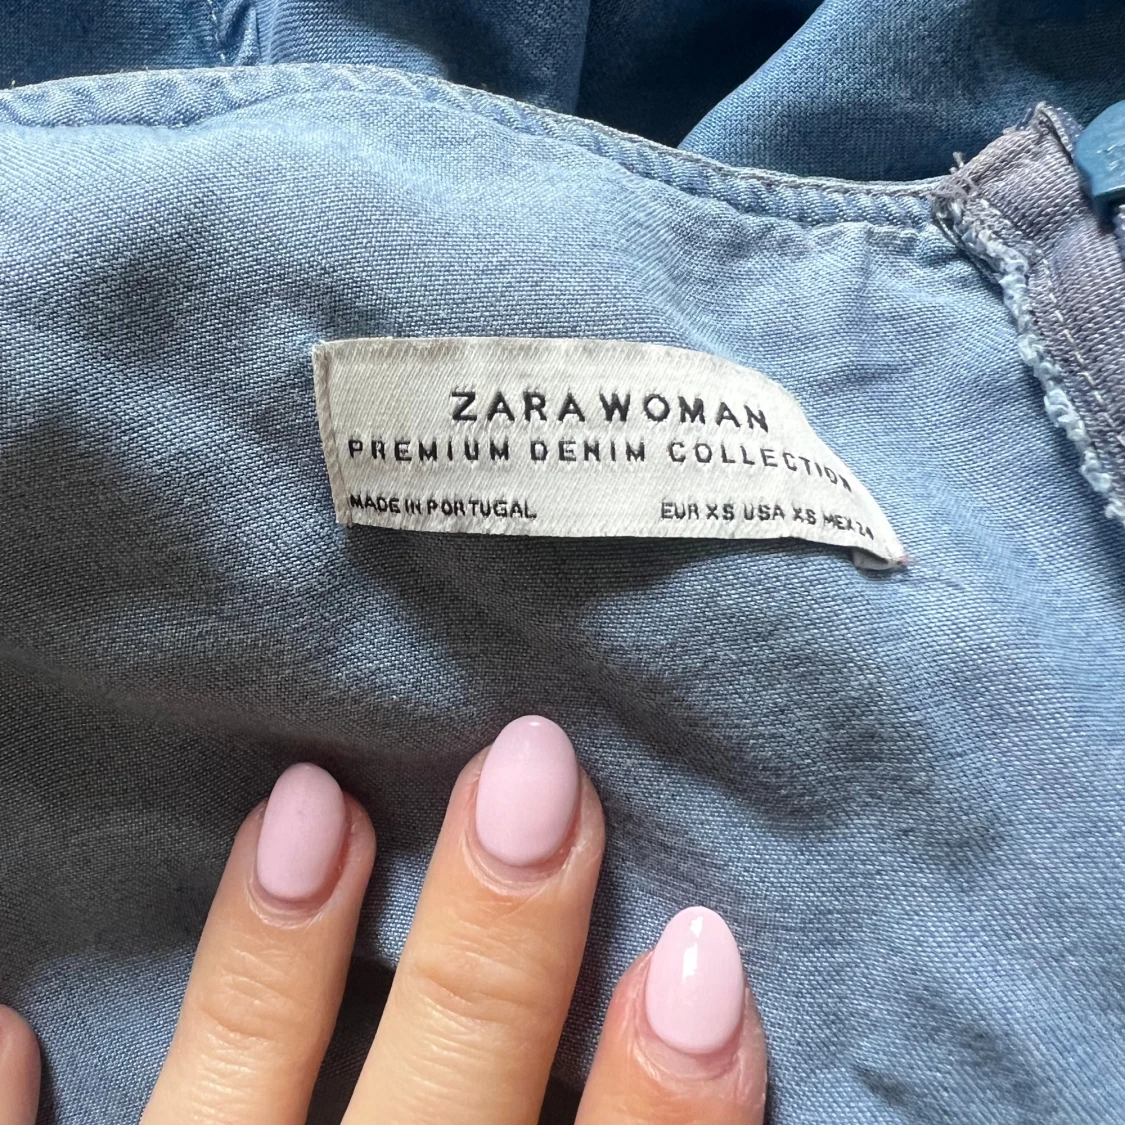 ZARA WOMAN
PREMIUM DENIM COLLECTION
MADE IN PORTUGAL EUR XS USA XS MEX 24